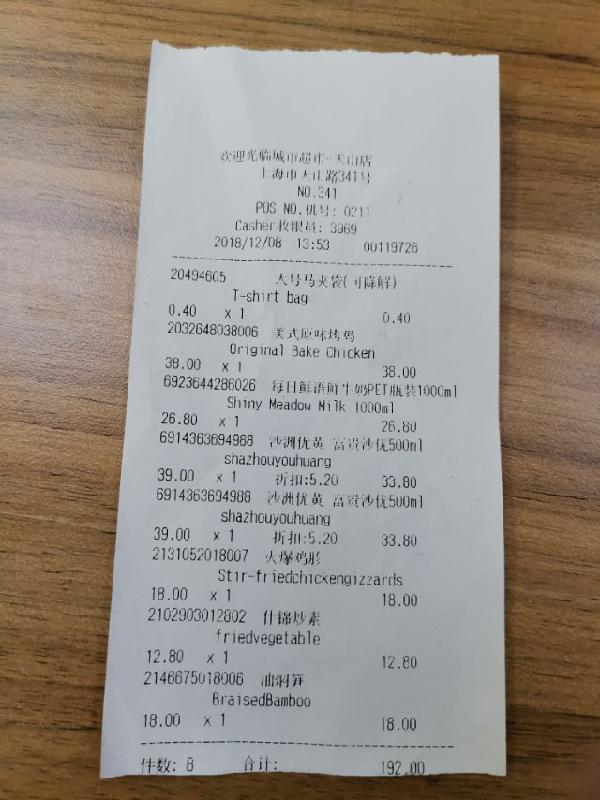 欢迎光临城市超市-天山店
上海市天山路341号
NO.341
POS NO.机号: 0211
Casher收银员: 3969
2018/12/08 13:53 00119726
20494605 大号马夹袋(可降解)
T-shirt bag
0.40 x 1 0.40
2032648038006 美式原味烤鸡
Original Bake Chicken
38.00 x 1 38.00
6923644286026 每日鲜语鲜牛奶PET瓶装1000ml
Shiny Meadow Milk 1000ml
26.80 x 1 26.80
6914363694988 沙洲优黄 富贵沙优500ml
shazhouyouhuang
39.00 x 1 折扣:5.20 33.80
6914363694988 沙洲优黄 富贵沙优500ml
shazhouyouhuang
39.00 x 1 折扣:5.20 33.80
2131052018007 火爆鸡胗
Stir-friedchickengizzards
18.00 x 1 18.00
2102903012802 什锦炒素
friedvegetable
12.80 x 1 12.80
2146675018006 油焖笋
BraisedBamboo
18.00 x 1 18.00
件数: 8 合计: 192.00